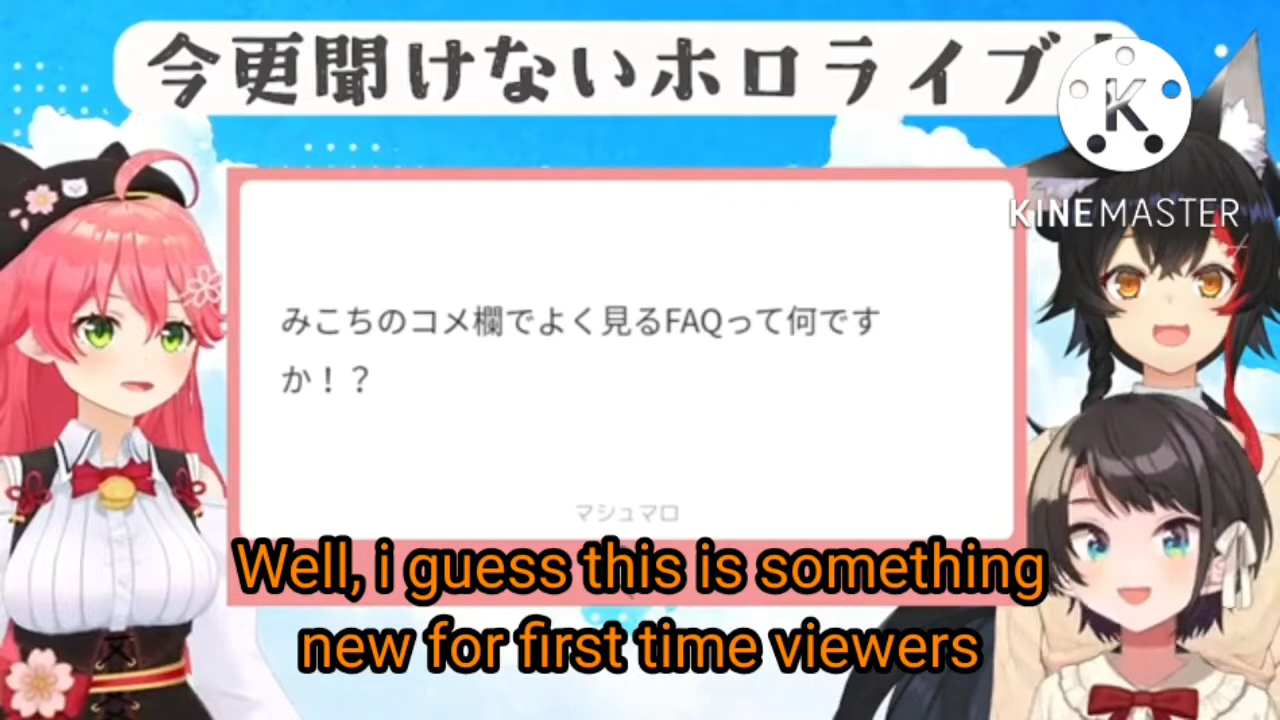 今更聞けないホロライブ!
K
KINEMASTER
みこちのコメ欄でよく見るFAQって何です
か！？
マシュマロ
Well, i guess this is something
new for first time viewers